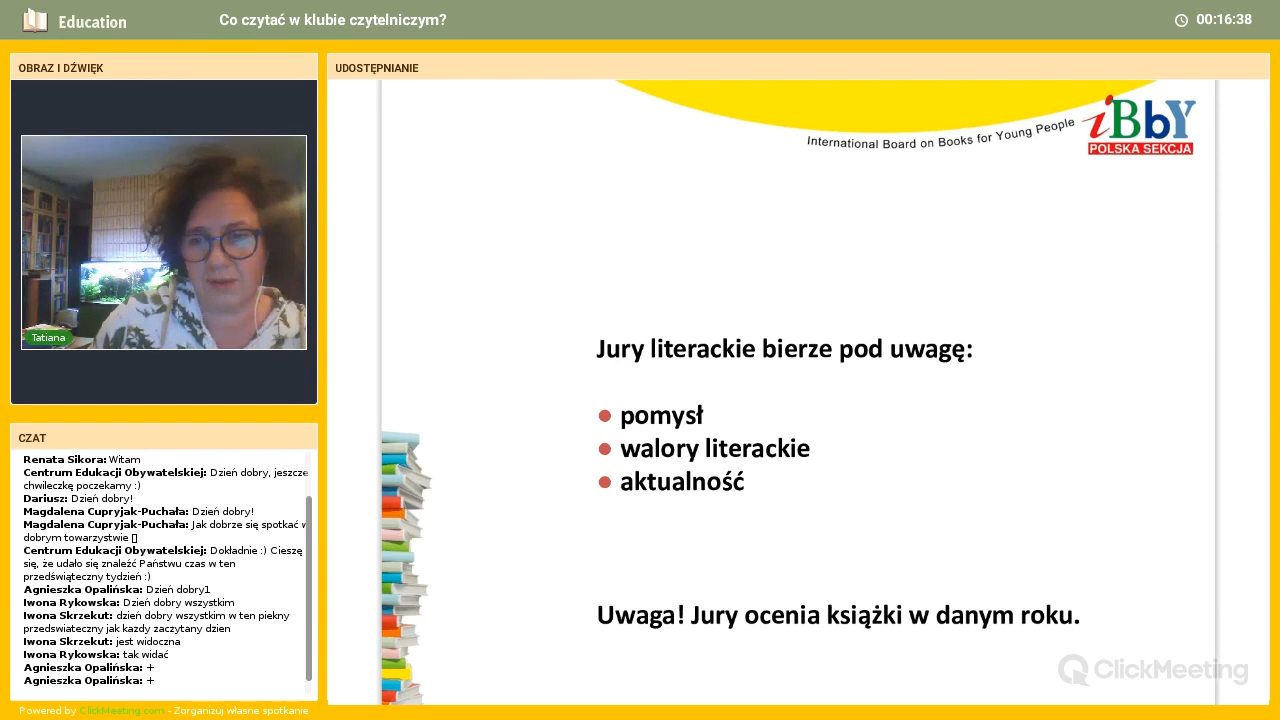 Education
Co czytać w klubie czytelniczym?
00:16:38
OBRAZ I DŹWIĘK
Tatiana
CZAT
Renata Sikora: Witam
Centrum Edukacji Obywatelskiej: Dzień dobry, jeszcze
chwileczkę poczekamy :)
Dariusz: Dzień dobry!
Magdalena Cupryjak-Puchała: Dzień dobry!
Magdalena Cupryjak-Puchała: Jak dobrze się spotkać w
dobrym towarzystwie []
Centrum Edukacji Obywatelskiej: Dokładnie :) Cieszę
się, że udało się znaleźć Państwu czas w ten
przedświąteczny tydzień :)
Agnieszka Opalińska: Dzień dobry1
Iwona Rykowska: Dzień dobry wszystkim
Iwona Skrzekut: dzień dobry wszystkim w ten piekny
przedswiateczny jak kazdy zaczytany dzien
Iwona Skrzekut: jest widoczna
Iwona Rykowska: tak widać
Agnieszka Opalińska: +
Agnieszka Opalińska: +
Powered by ClickMeeting.com - Zorganizuj własne spotkanie
UDOSTĘPNIANIE
International Board on Books for Young People
iBbY
POLSKA SEKCJA
Jury literackie bierze pod uwagę:
● pomysł
● walory literackie
● aktualność
Uwaga! Jury ocenia książki w danym roku.
ClickMeeting